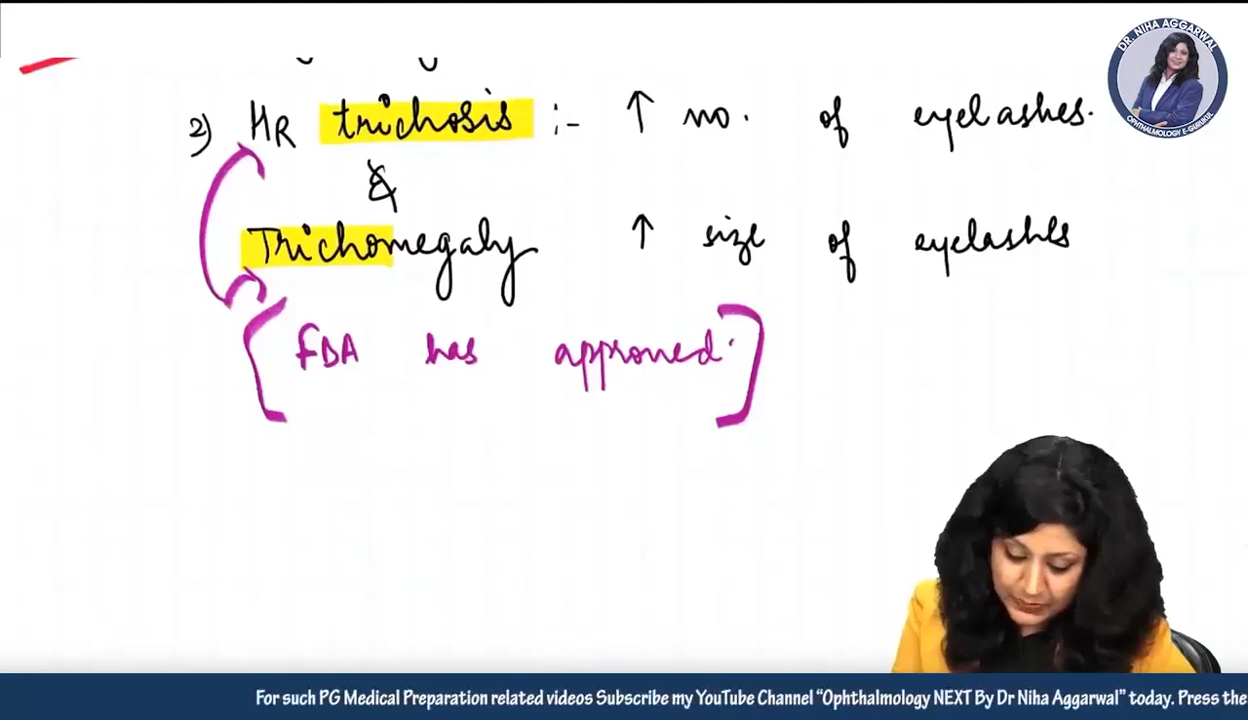 DR. NIHA AGGARWAL
OPHTHALMOLOGY E-GURUKUL
2) HR trichosis :- ↑ no. of eyelashes.
&
Trichomegaly ↑ size of eyelashes
[FDA has approved.]
For such PG Medical Preparation related videos Subscribe my YouTube Channel “Ophthalmology NEXT By Dr Niha Aggarwal” today. Press the